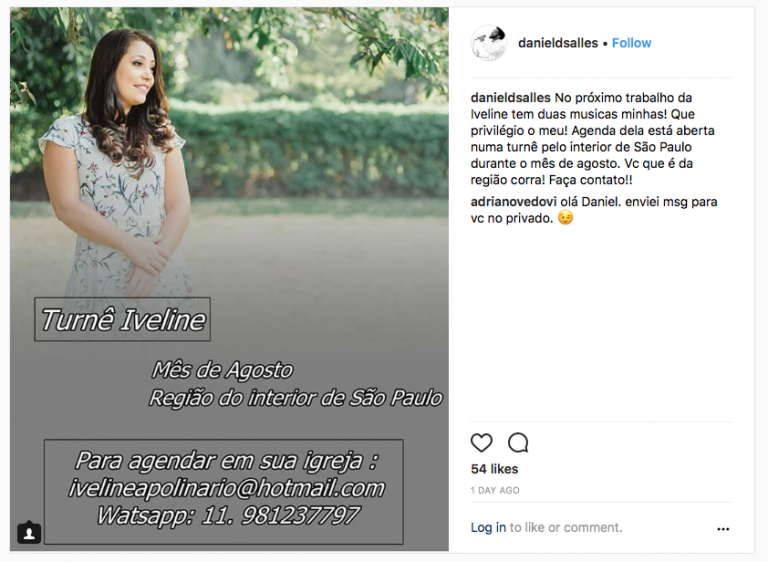 Turnê Iveline
Mês de Agosto
Região do interior de São Paulo
Para agendar em sua igreja :
ivelineapolinario@hotmail.com
Watsapp: 11. 981237797
danieldsalles • Follow
danieldsalles No próximo trabalho da
Iveline tem duas musicas minhas! Que
privilégio o meu! Agenda dela está aberta
numa turnê pelo interior de São Paulo
durante o mês de agosto. Vc que é da
região corra! Faça contato!!
adrianovedovi olá Daniel. enviei msg para
vc no privado. 😉
54 likes
1 DAY AGO
Log in to like or comment.